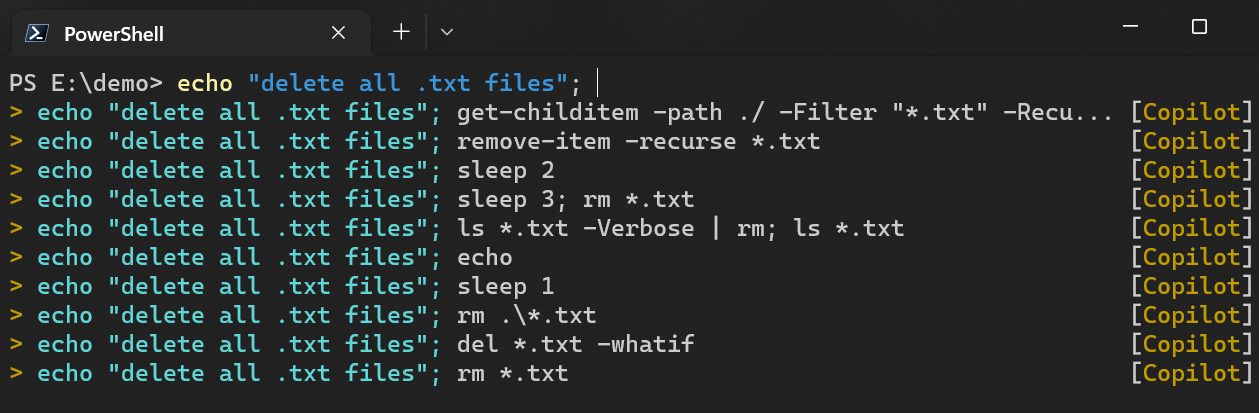 PowerShell
PS E:\demo> echo "delete all .txt files";
> echo "delete all .txt files"; get-childitem -path ./ -Filter "*.txt" -Recu... [Copilot]
> echo "delete all .txt files"; remove-item -recurse *.txt [Copilot]
> echo "delete all .txt files"; sleep 2 [Copilot]
> echo "delete all .txt files"; sleep 3; rm *.txt [Copilot]
> echo "delete all .txt files"; ls *.txt -Verbose | rm; ls *.txt [Copilot]
> echo "delete all .txt files"; echo [Copilot]
> echo "delete all .txt files"; sleep 1 [Copilot]
> echo "delete all .txt files"; rm .\*.txt [Copilot]
> echo "delete all .txt files"; del *.txt -whatif [Copilot]
> echo "delete all .txt files"; rm *.txt [Copilot]